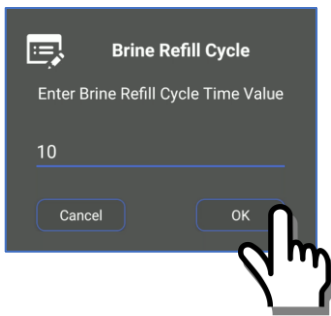 Brine Refill Cycle
Enter Brine Refill Cycle Time Value
10
Cancel
OK